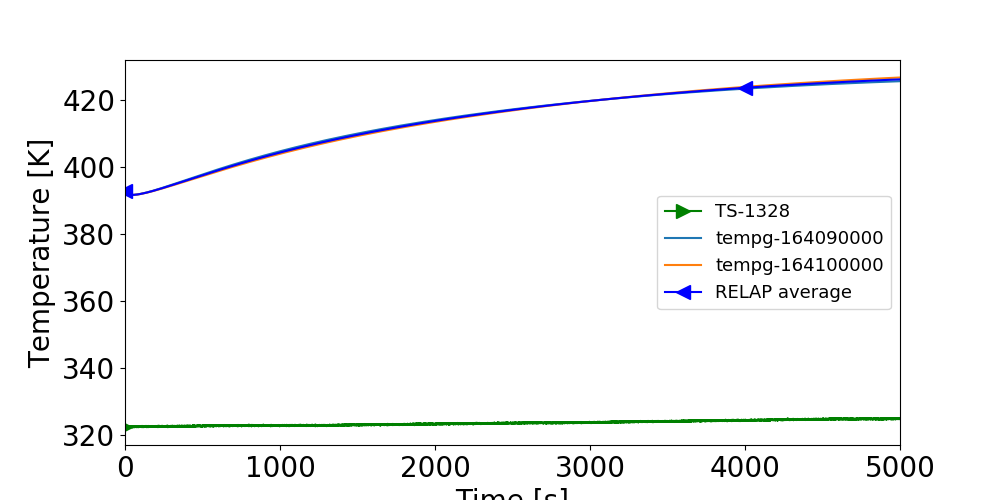 420
400
380
360
340
320
Temperature [K]
TS-1328
tempg-164090000
tempg-164100000
RELAP average
0 1000 2000 3000 4000 5000
Time [s]